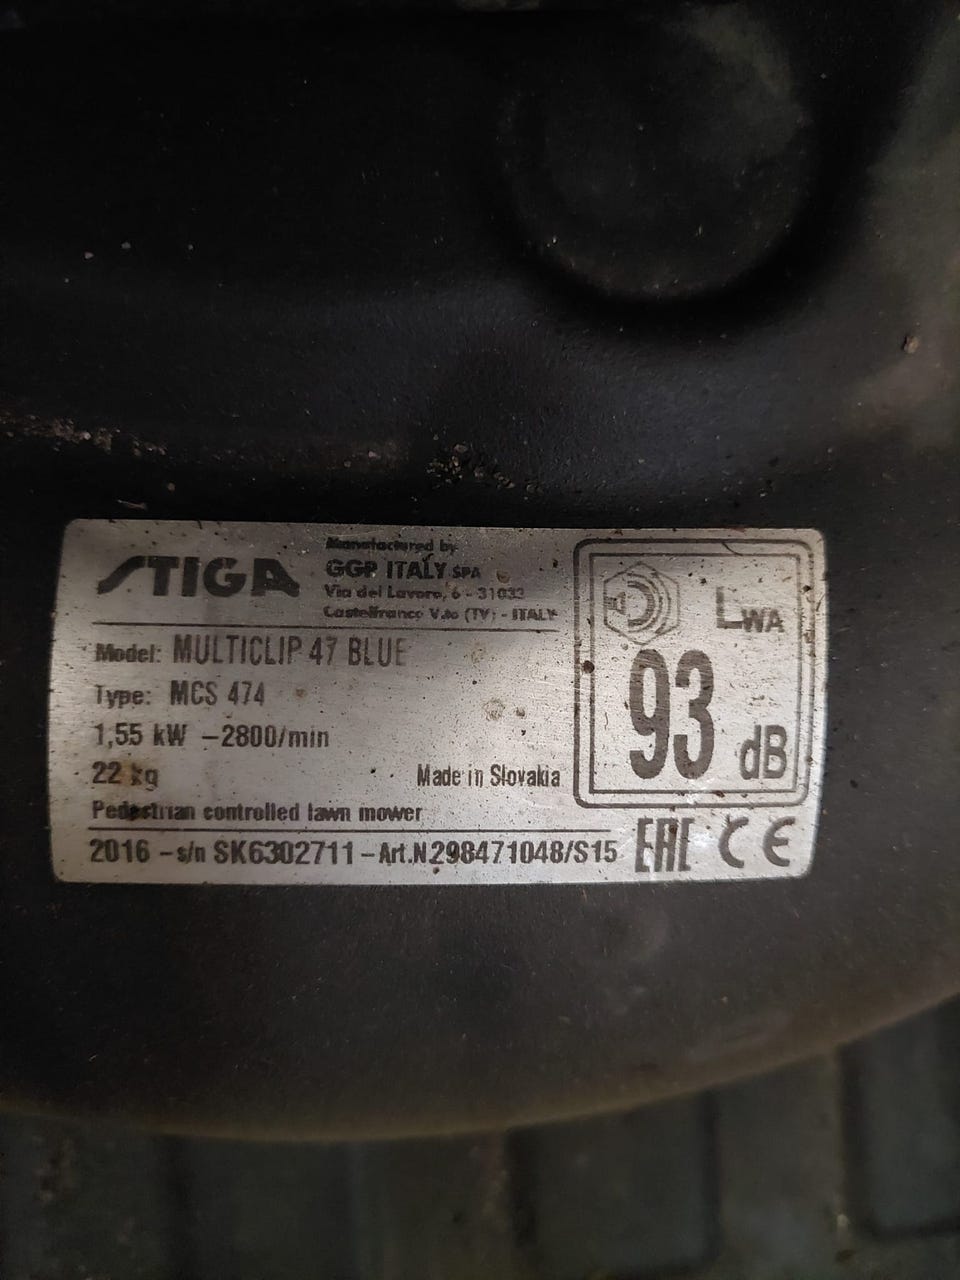 STIGA
Manufactured by
GGP ITALY SPA
Via del Lavoro, 6 - 31033
Castelfranco V.to (TV) - ITALY
Model: MULTICLIP 47 BLUE
Type: MCS 474
1,55 kW -2800/min
22 kg
Made in Slovakia
Pedestrian controlled lawn mower
2016 - s/n SK6302711 - Art.N298471048/S15
LWA
93
dB
EAC CE